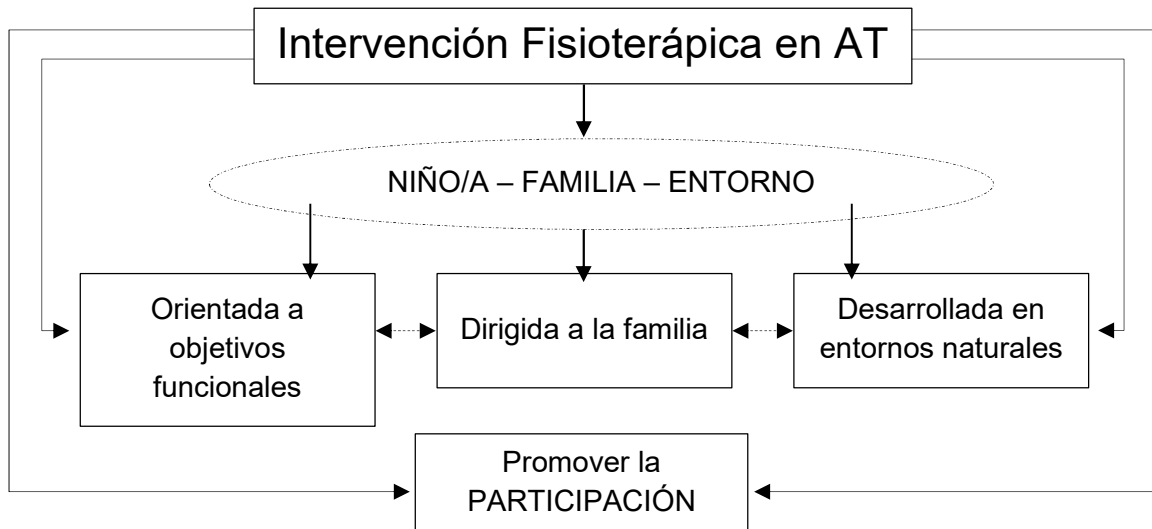 Intervención Fisioterápica en AT
NIÑO/A – FAMILIA – ENTORNO
Orientada a
objetivos
funcionales
Dirigida a la familia
Desarrollada en
entornos naturales
Promover la
PARTICIPACIÓN